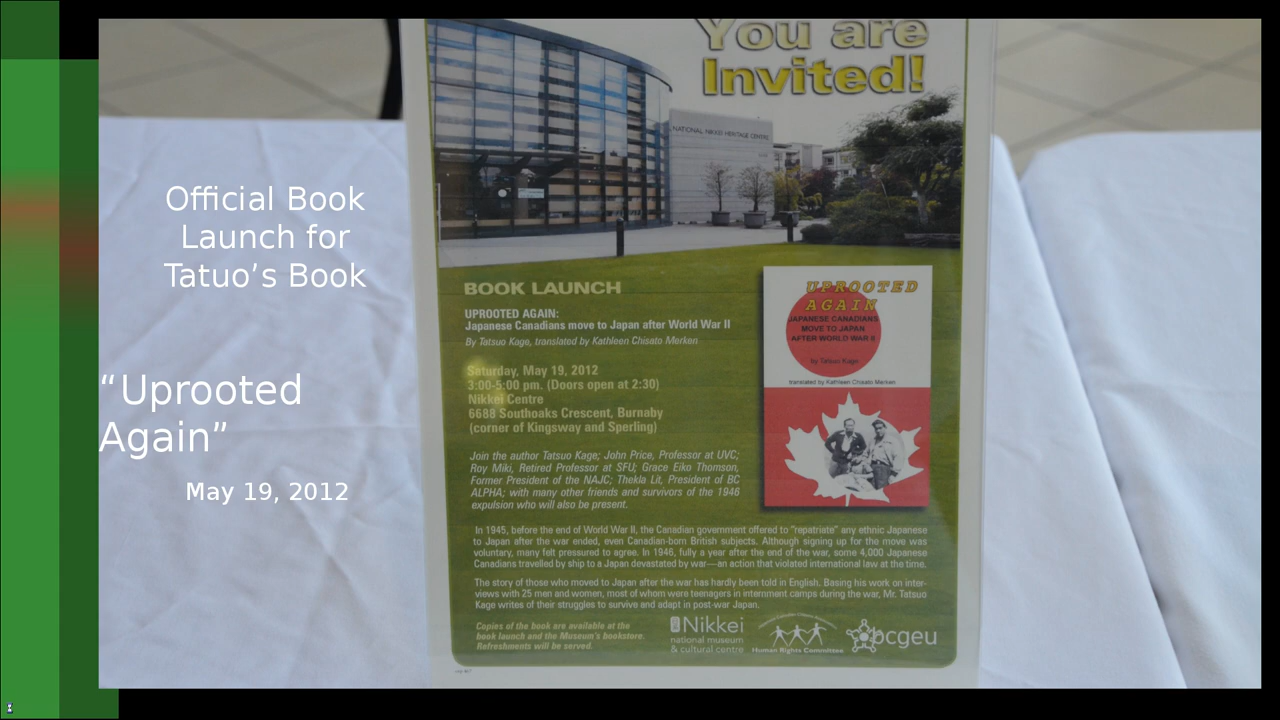 Official Book
Launch for
Tatuo’s Book
“Uprooted
Again”
May 19, 2012
You are
Invited!
NATIONAL NIKKEI HERITAGE CENTRE
BOOK LAUNCH
UPROOTED AGAIN:
Japanese Canadians move to Japan after World War II
By Tatsuo Kage, translated by Kathleen Chisato Merken
Saturday, May 19, 2012
3:00-5:00 pm. (Doors open at 2:30)
Nikkei Centre
6688 Southoaks Crescent, Burnaby
(corner of Kingsway and Sperling)
Join the author Tatsuo Kage; John Price, Professor at UVC;
Roy Miki, Retired Professor at SFU; Grace Eiko Thomson,
Former President of the NAJC; Thekla Lit, President of BC
ALPHA; with many other friends and survivors of the 1946
expulsion who will also be present.
UPROOTED
AGAIN
JAPANESE CANADIANS
MOVE TO JAPAN
AFTER WORLD WAR II
by Tatsuo Kage
translated by Kathleen Chisato Merken
In 1945, before the end of World War II, the Canadian government offered to "repatriate" any ethnic Japanese
to Japan after the war ended, even Canadian-born British subjects. Although signing up for the move was
voluntary, many felt pressured to agree. In 1946, fully a year after the end of the war, some 4,000 Japanese
Canadians travelled by ship to a Japan devastated by war—an action that violated international law at the time.
The story of those who moved to Japan after the war has hardly been told in English. Basing his work on inter-
views with 25 men and women, most of whom were teenagers in internment camps during the war, Mr. Tatsuo
Kage writes of their struggles to survive and adapt in post-war Japan.
Copies of the book are available at the
book launch and the Museum's bookstore.
Refreshments will be served.
Nikkei
national museum
& cultural centre
Human Rights Committee
bcgeu